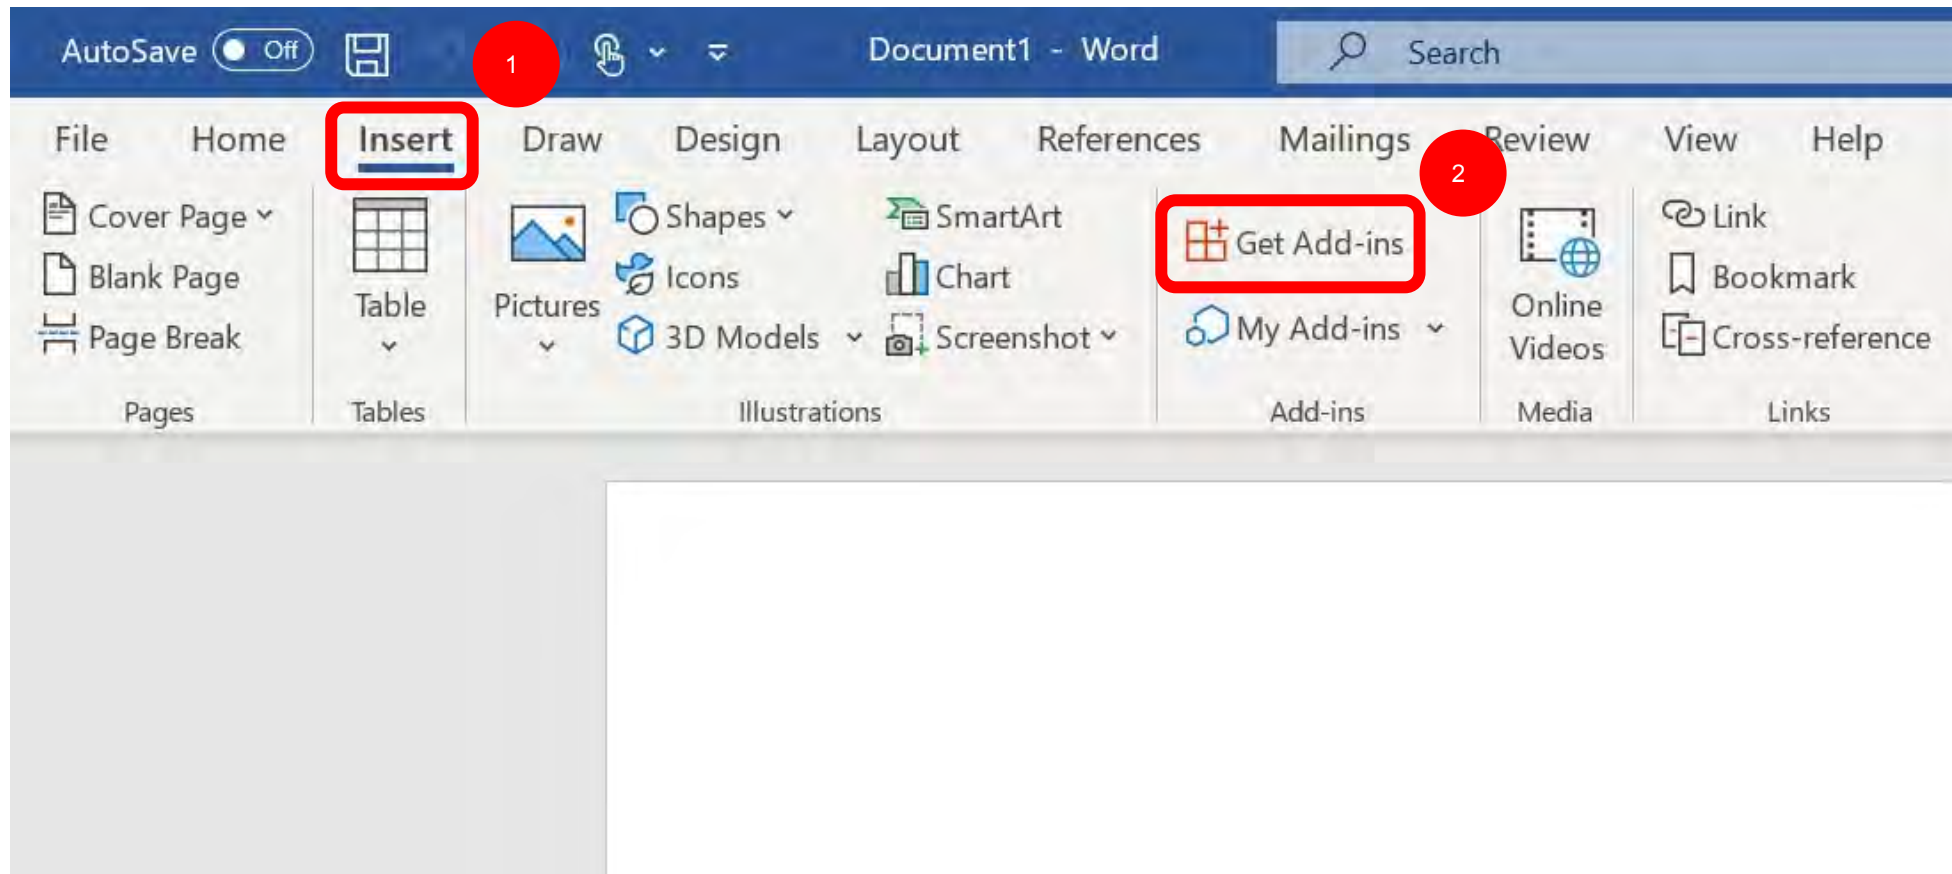 AutoSave Off Document1 - Word Search
1
File Home Insert Draw Design Layout References Mailings Review View Help
2
Cover Page
Blank Page
Page Break
Pages
Table
Tables
Pictures
Shapes
Icons
3D Models
SmartArt
Chart
Screenshot
Illustrations
Get Add-ins
My Add-ins
Add-ins
Online
Videos
Media
Link
Bookmark
Cross-reference
Links